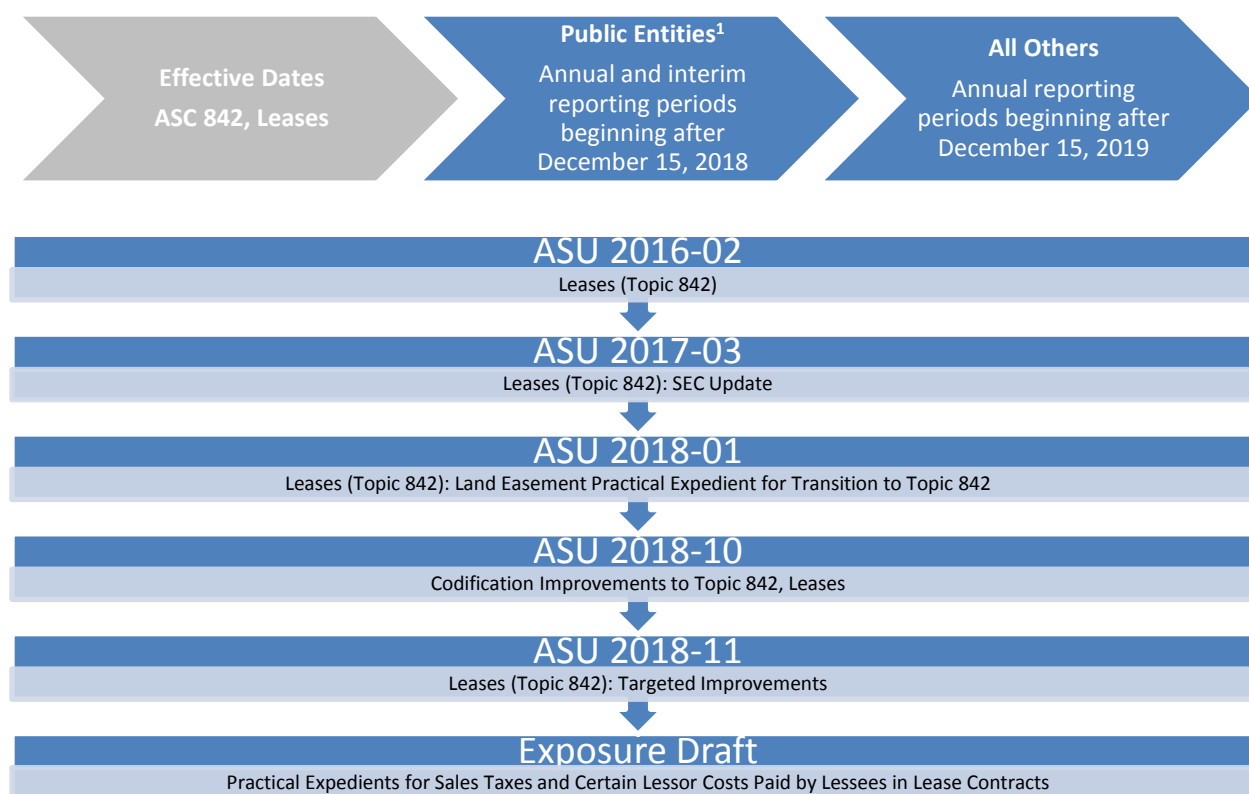 Effective Dates
ASC 842, Leases
Public Entities¹
Annual and interim
reporting periods
beginning after
December 15, 2018
All Others
Annual reporting
periods beginning after
December 15, 2019
ASU 2016-02
Leases (Topic 842)
ASU 2017-03
Leases (Topic 842): SEC Update
ASU 2018-01
Leases (Topic 842): Land Easement Practical Expedient for Transition to Topic 842
ASU 2018-10
Codification Improvements to Topic 842, Leases
ASU 2018-11
Leases (Topic 842): Targeted Improvements
Exposure Draft
Practical Expedients for Sales Taxes and Certain Lessor Costs Paid by Lessees in Lease Contracts